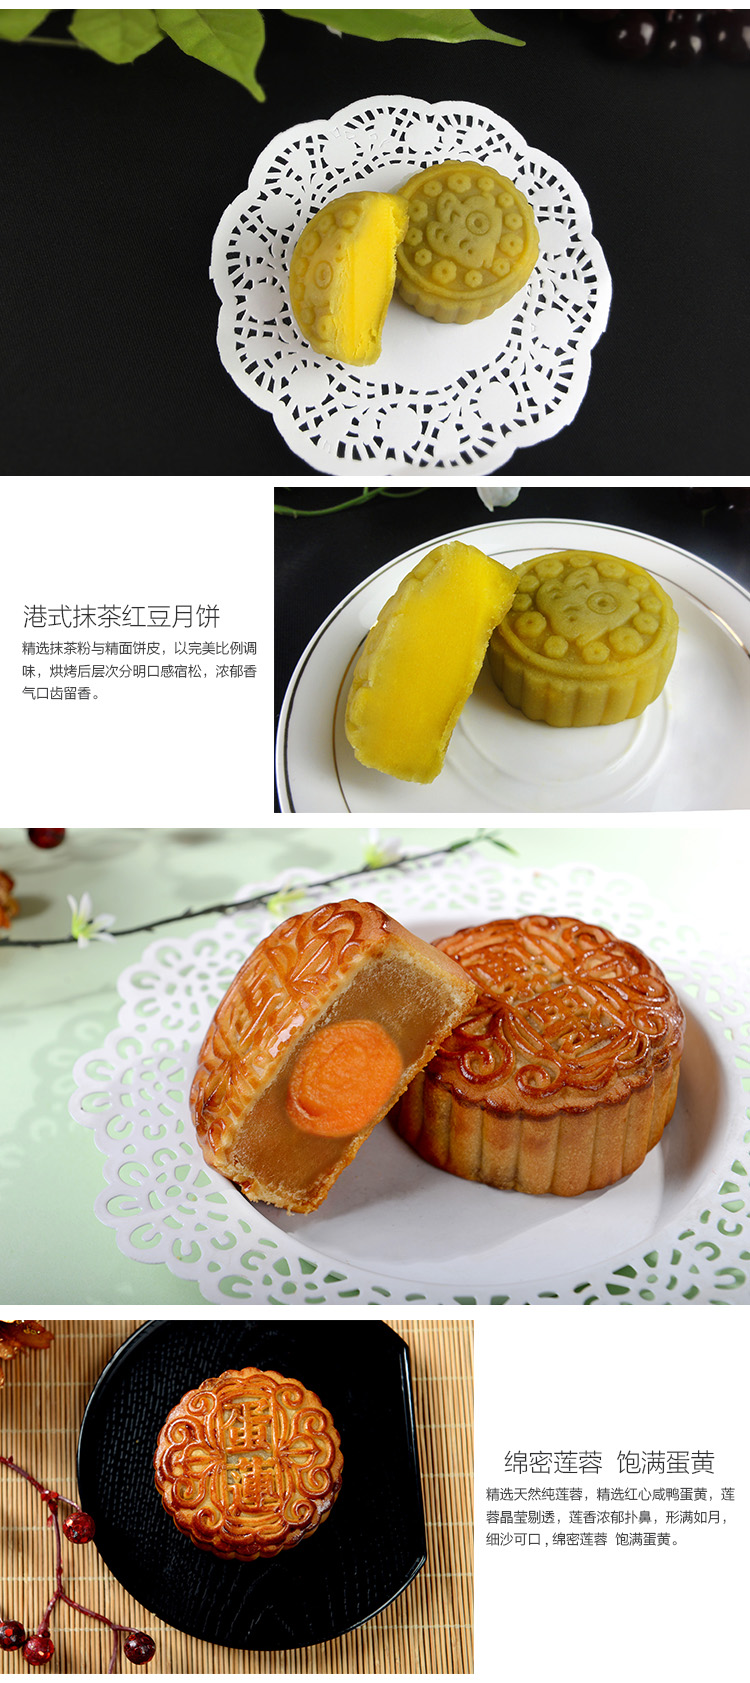 港式抹茶红豆月饼
精选抹茶粉与精面饼皮，以完美比例调
味，烘烤后层次分明口感宿松，浓郁香
气口齿留香。
绵密莲蓉 饱满蛋黄
精选天然纯莲蓉，精选红心咸鸭蛋黄，莲
蓉晶莹剔透，莲香浓郁扑鼻，形满如月，
细沙可口，绵密莲蓉 饱满蛋黄。